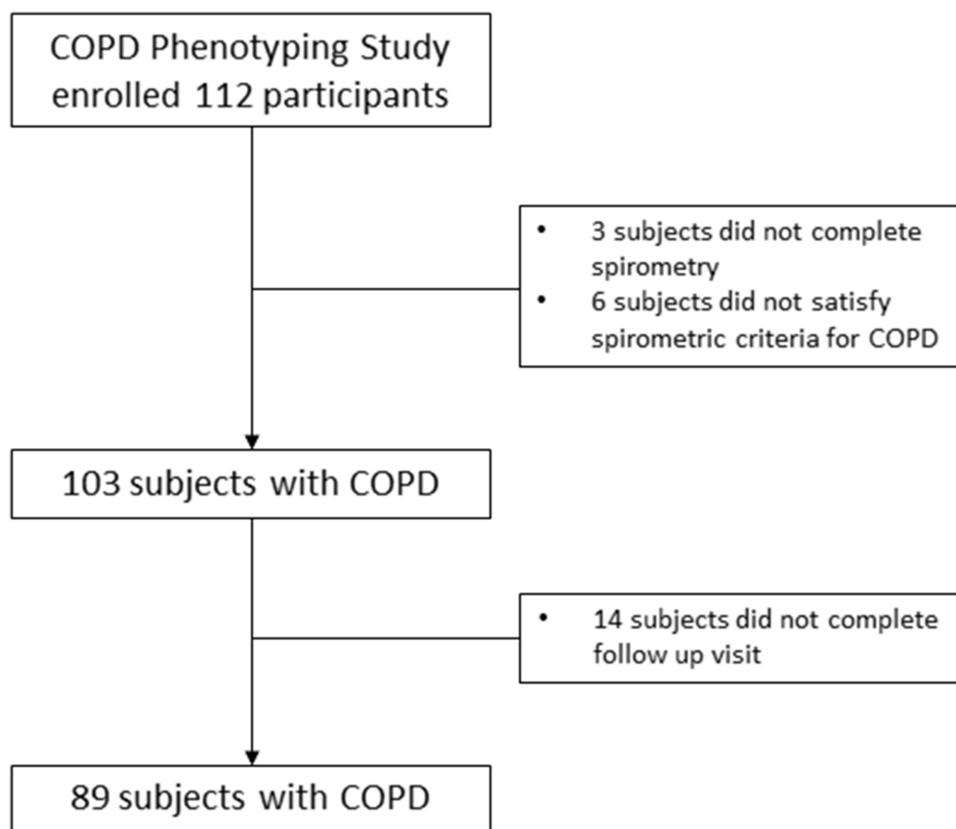 COPD Phenotyping Study
enrolled 112 participants
• 3 subjects did not complete
spirometry
• 6 subjects did not satisfy
spirometric criteria for COPD
103 subjects with COPD
• 14 subjects did not complete
follow up visit
89 subjects with COPD